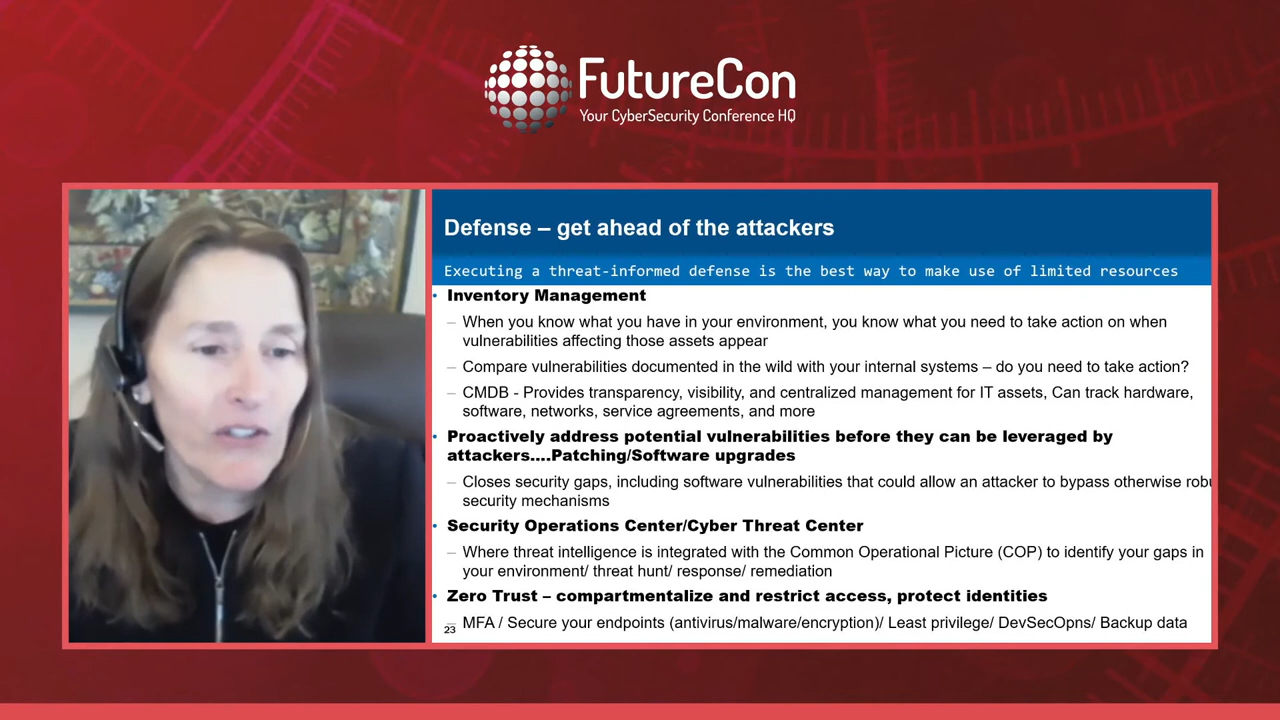 FutureCon
Your CyberSecurity Conference HQ
Defense – get ahead of the attackers
Executing a threat-informed defense is the best way to make use of limited resources
• Inventory Management
– When you know what you have in your environment, you know what you need to take action on when
vulnerabilities affecting those assets appear
– Compare vulnerabilities documented in the wild with your internal systems – do you need to take action?
– CMDB - Provides transparency, visibility, and centralized management for IT assets, Can track hardware,
software, networks, service agreements, and more
• Proactively address potential vulnerabilities before they can be leveraged by
attackers....Patching/Software upgrades
– Closes security gaps, including software vulnerabilities that could allow an attacker to bypass otherwise
security mechanisms
• Security Operations Center/Cyber Threat Center
– Where threat intelligence is integrated with the Common Operational Picture (COP) to identify your gaps in
your environment/ threat hunt/ response/ remediation
• Zero Trust – compartmentalize and restrict access, protect identities
– MFA / Secure your endpoints (antivirus/malware/encryption)/ Least privilege/ DevSecOpns/ Backup data
23